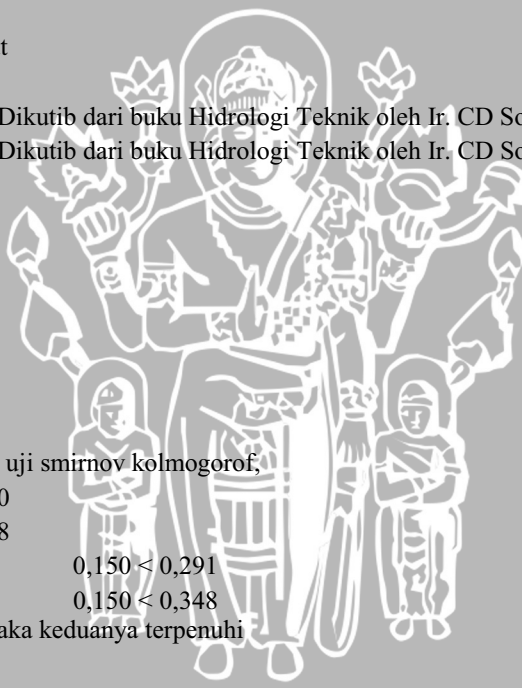 t
Dikutib dari buku Hidrologi Teknik oleh Ir. CD So
Dikutib dari buku Hidrologi Teknik oleh Ir. CD So
uji smirnov kolmogorof,
0
8
0,150 < 0,291
0,150 < 0,348
aka keduanya terpenuhi